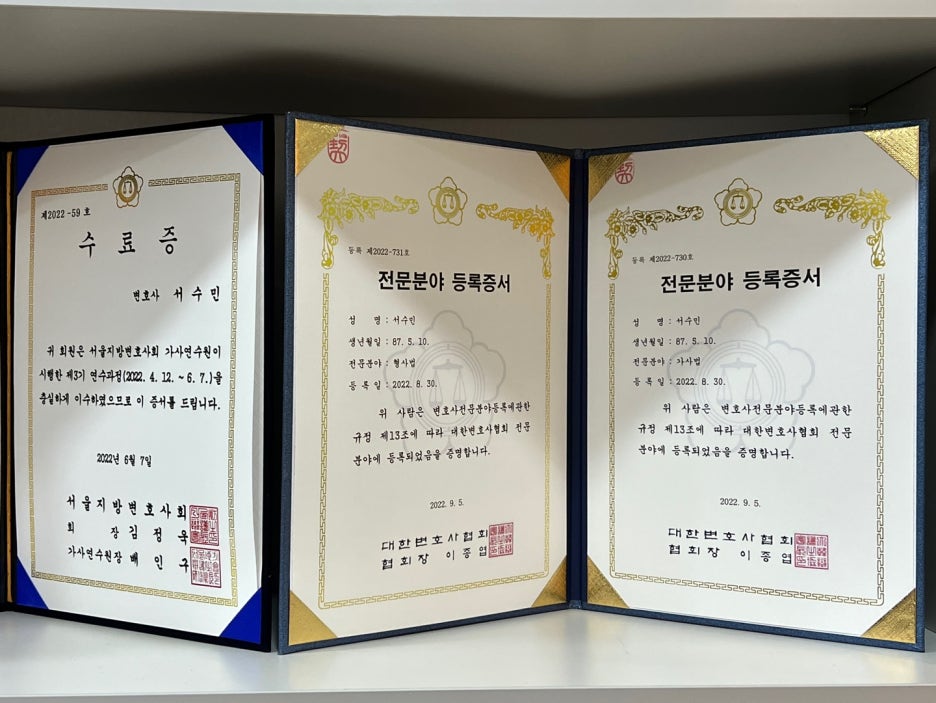 제2022-59호
수료증
변호사 서수민
귀 회원은 서울지방변호사회 가사연수원이
시행한 제3기 연수과정(2022. 4. 12. ~ 6. 7.)을
충실하게 이수하였으므로 이 증서를 드립니다.
2022년 6월 7일
서울지방변호사회
회 장 김정욱
가사연수원장 배인구
등록 제2022-731호
전문분야 등록증서
성 명 : 서수민
생년월일 : 87. 5. 10.
전문분야 : 형사법
등록일 : 2022. 8. 30.
위 사람은 변호사전문분야등록에관한
규정 제13조에 따라 대한변호사협회 전문
분야에 등록되었음을 증명합니다.
2022. 9. 5.
대한변호사협회
협회장 이종엽
등록 제2022-730호
전문분야 등록증서
성 명 : 서수민
생년월일 : 87. 5. 10.
전문분야 : 가사법
등록일 : 2022. 8. 30.
위 사람은 변호사전문분야등록에관한
규정 제13조에 따라 대한변호사협회 전문
분야에 등록되었음을 증명합니다.
2022. 9. 5.
대한변호사협회
협회장 이종엽